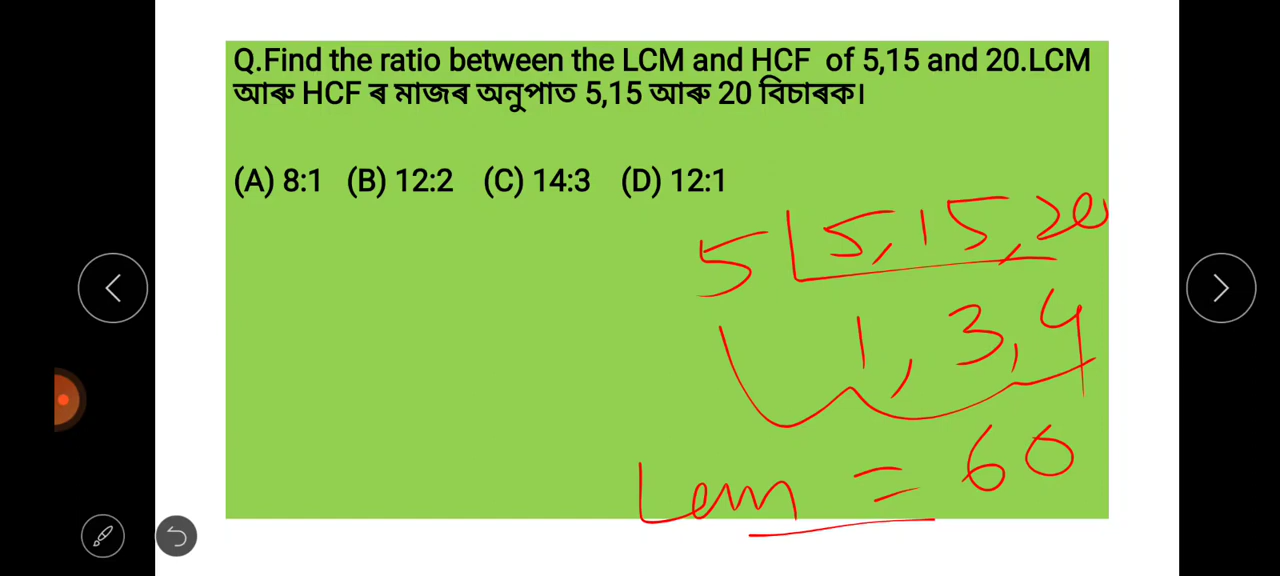 Q.Find the ratio between the LCM and HCF of 5,15 and 20.LCM
আৰু HCF ৰ মাজৰ অনুপাত 5,15 আৰু 20 বিচাৰক।
(A) 8:1 (B) 12:2 (C) 14:3 (D) 12:1
5 5,15,20
1,3,4
Lcm = 60